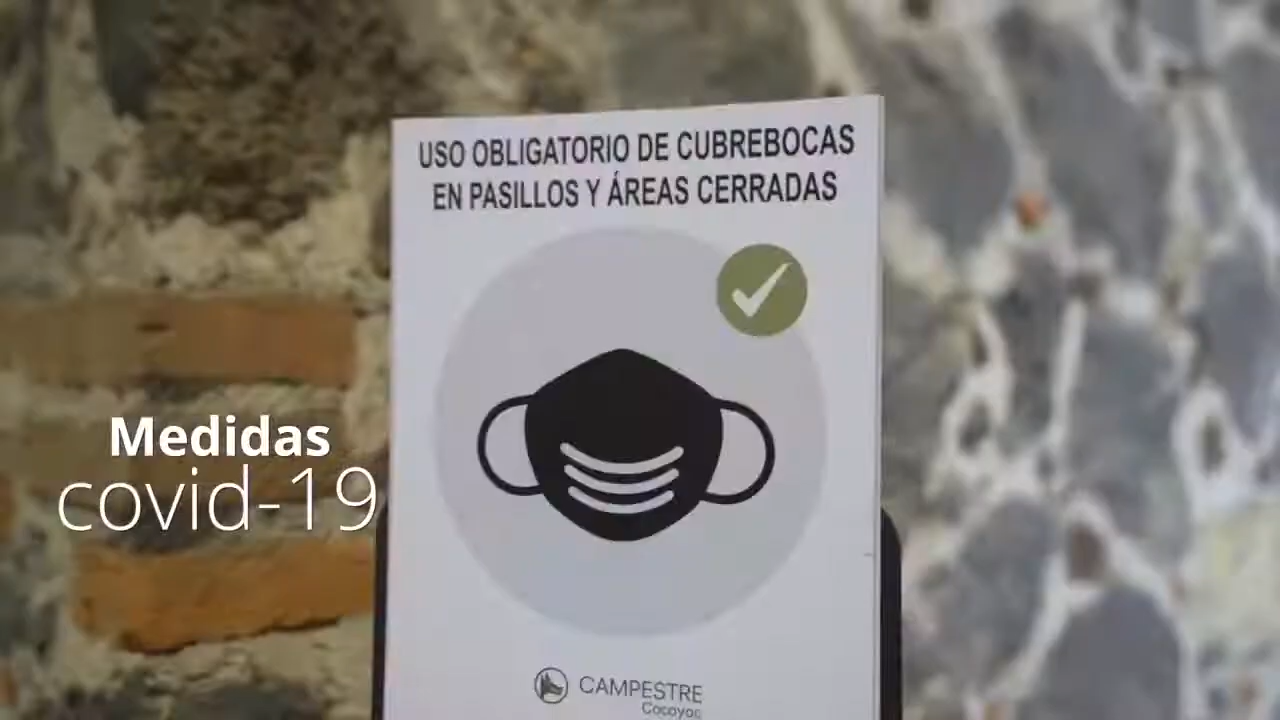 USO OBLIGATORIO DE CUBREBOCAS
EN PASILLOS Y ÁREAS CERRADAS
Medidas
covid-19
CAMPESTRE
Cocoyoc